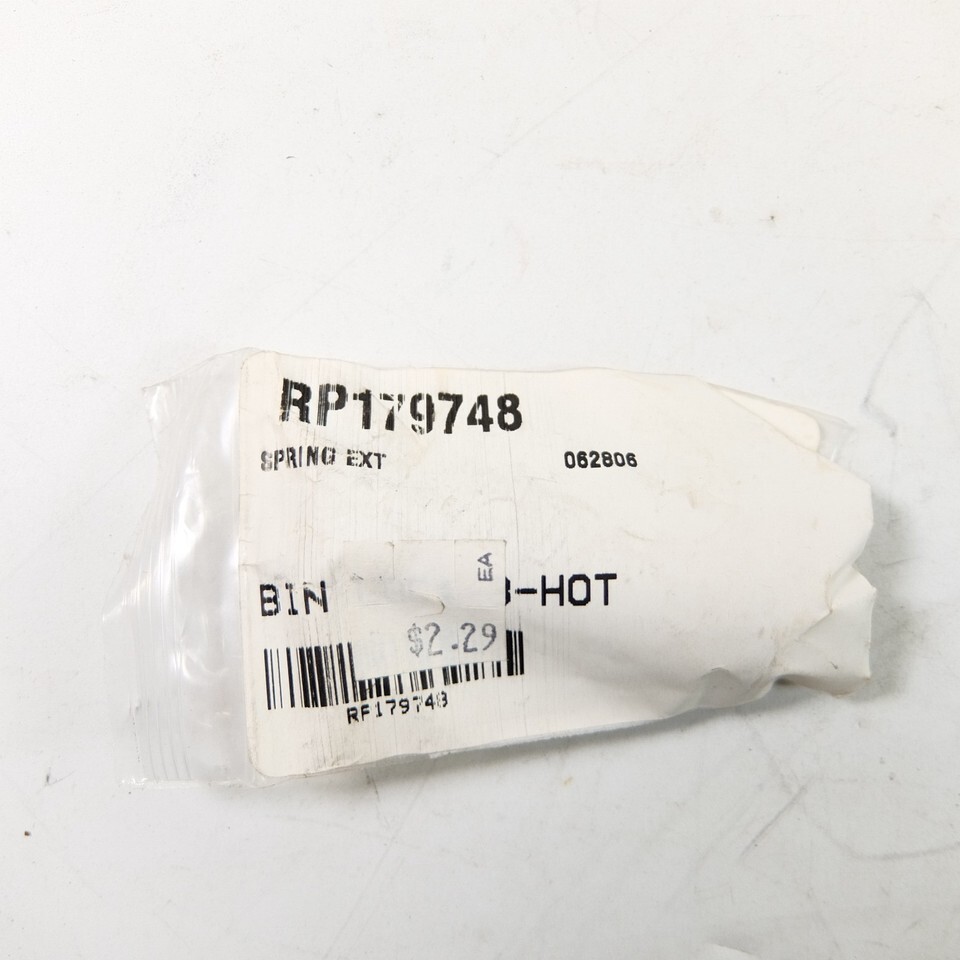 RP179748
SPRING EXT 062806
EA
BIN -HOT
$2.29
RP179748